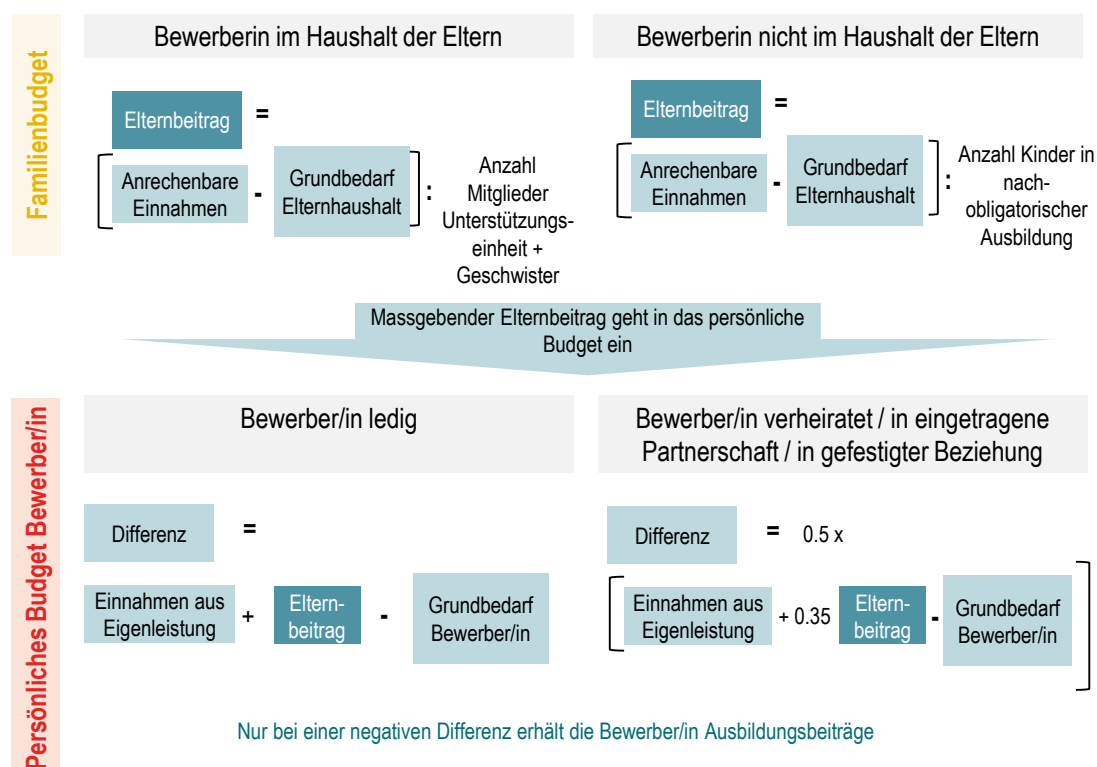 Familienbudget
Bewerberin im Haushalt der Eltern
Elternbeitrag =
[ Anrechenbare
Einnahmen - Grundbedarf
Elternhaushalt ] :
Anzahl
Mitglieder
Unterstützungs-
einheit +
Geschwister
Bewerberin nicht im Haushalt der Eltern
Elternbeitrag =
[ Anrechenbare
Einnahmen - Grundbedarf
Elternhaushalt ] :
Anzahl Kinder in
nach-
obligatorischer
Ausbildung
Massgebender Elternbeitrag geht in das persönliche
Budget ein
Persönliches Budget Bewerber/in
Bewerber/in ledig
Differenz =
Einnahmen aus
Eigenleistung +
Eltern-
beitrag -
Grundbedarf
Bewerber/in
Bewerber/in verheiratet / in eingetragene
Partnerschaft / in gefestigter Beziehung
Differenz = 0.5 x
[ Einnahmen aus
Eigenleistung + 0.35
Eltern-
beitrag -
Grundbedarf
Bewerber/in ]
Nur bei einer negativen Differenz erhält die Bewerber/in Ausbildungsbeiträge